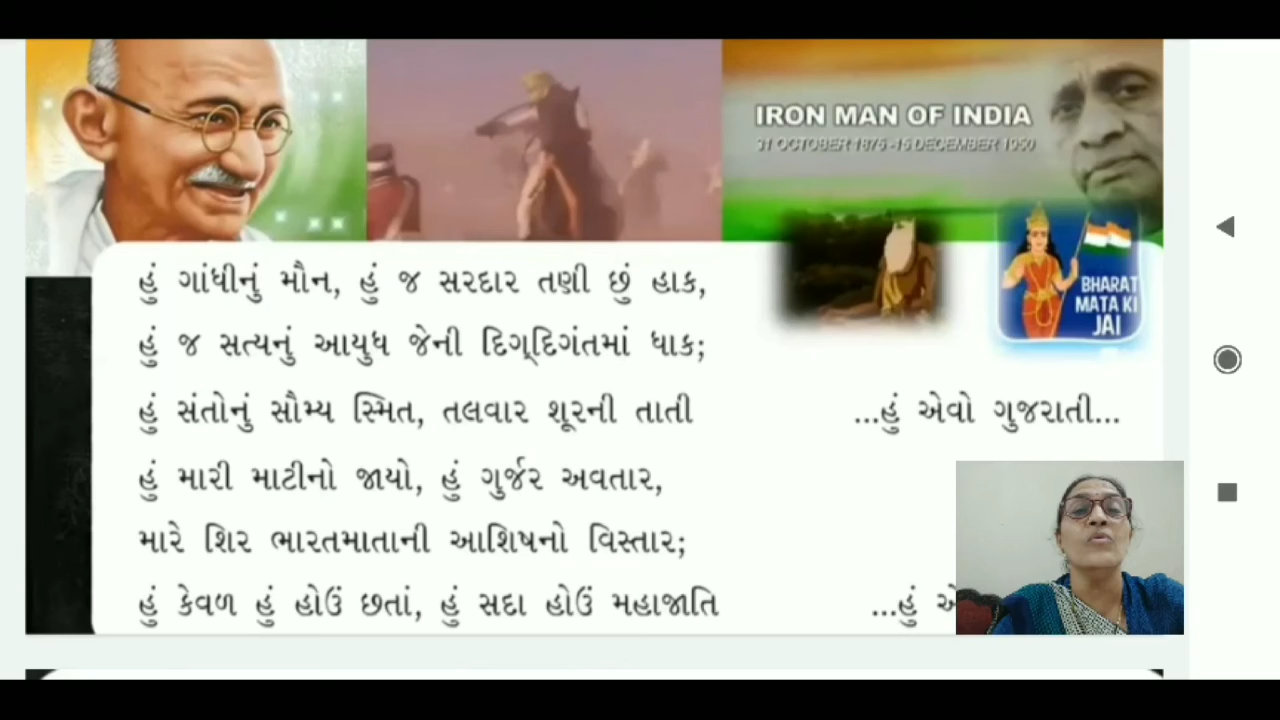 IRON MAN OF INDIA
31 OCTOBER 1875 -15 DECEMBER 1950
BHARAT
MATA KI
JAI
હું ગાંધીનું મૌન, હું જ સરદાર તણી છું હાક,
હું જ સત્યનું આયુધ જેની દિગ્દિગંતમાં ધાક;
હું સંતોનું સૌમ્ય સ્મિત, તલવાર શૂરની તાતી ...હું એવો ગુજરાતી...
હું મારી માટીનો જાયો, હું ગુર્જર અવતાર,
મારે શિર ભારતમાતાની આશિષનો વિસ્તાર;
હું કેવળ હું હોઉં છતાં, હું સદા હોઉં મહાજાતિ ...હું